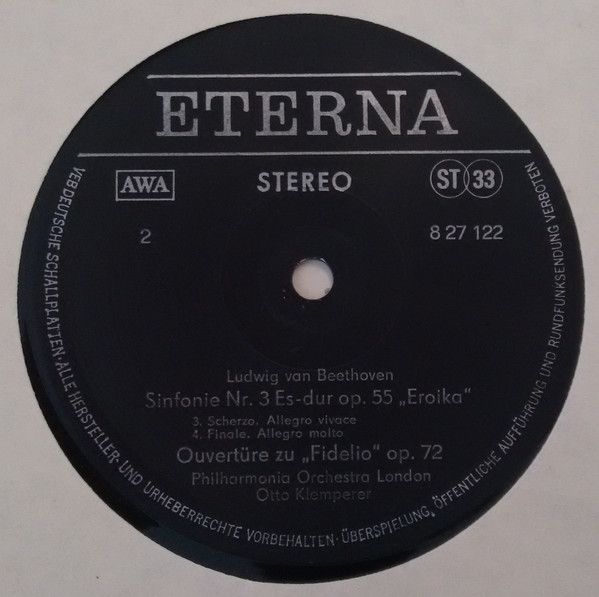 ETERNA
AWA
STEREO
ST 33
2
8 27 122
Ludwig van Beethoven
Sinfonie Nr. 3 Es-dur op. 55 „Eroika“
3. Scherzo. Allegro vivace
4. Finale. Allegro molto
Ouvertüre zu „Fidelio“ op. 72
Philharmonia Orchestra London
Otto Klemperer
VEB DEUTSCHE SCHALLPLATTEN · ALLE HERSTELLER- UND URHEBERRECHTE VORBEHALTEN · ÜBERSPIELUNG, ÖFFENTLICHE AUFFÜHRUNG UND RUNDFUNKSENDUNG VERBOTEN